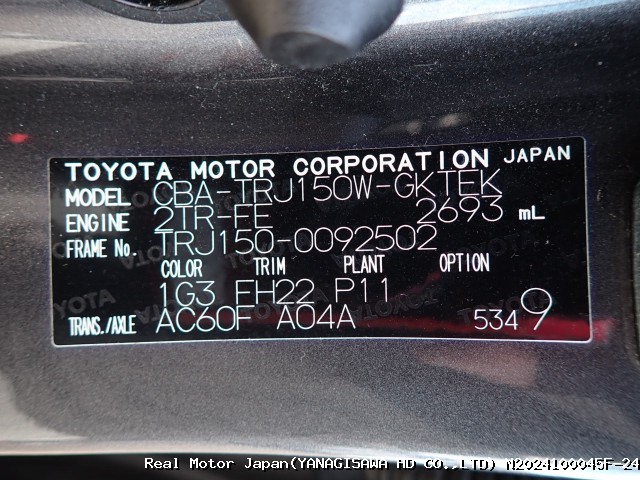 TOYOTA MOTOR CORPORATION JAPAN
MODEL CBA-TRJ150W-GKTEK
ENGINE 2TR-FE 2693 mL
FRAME No. TRJ150-0092502
COLOR TRIM PLANT OPTION
1G3 EH22 P11
TRANS./AXLE AC60F A04A 5349
Real Motor Japan(YANAGISAWA HD CO.,LTD) N2024100045F-24